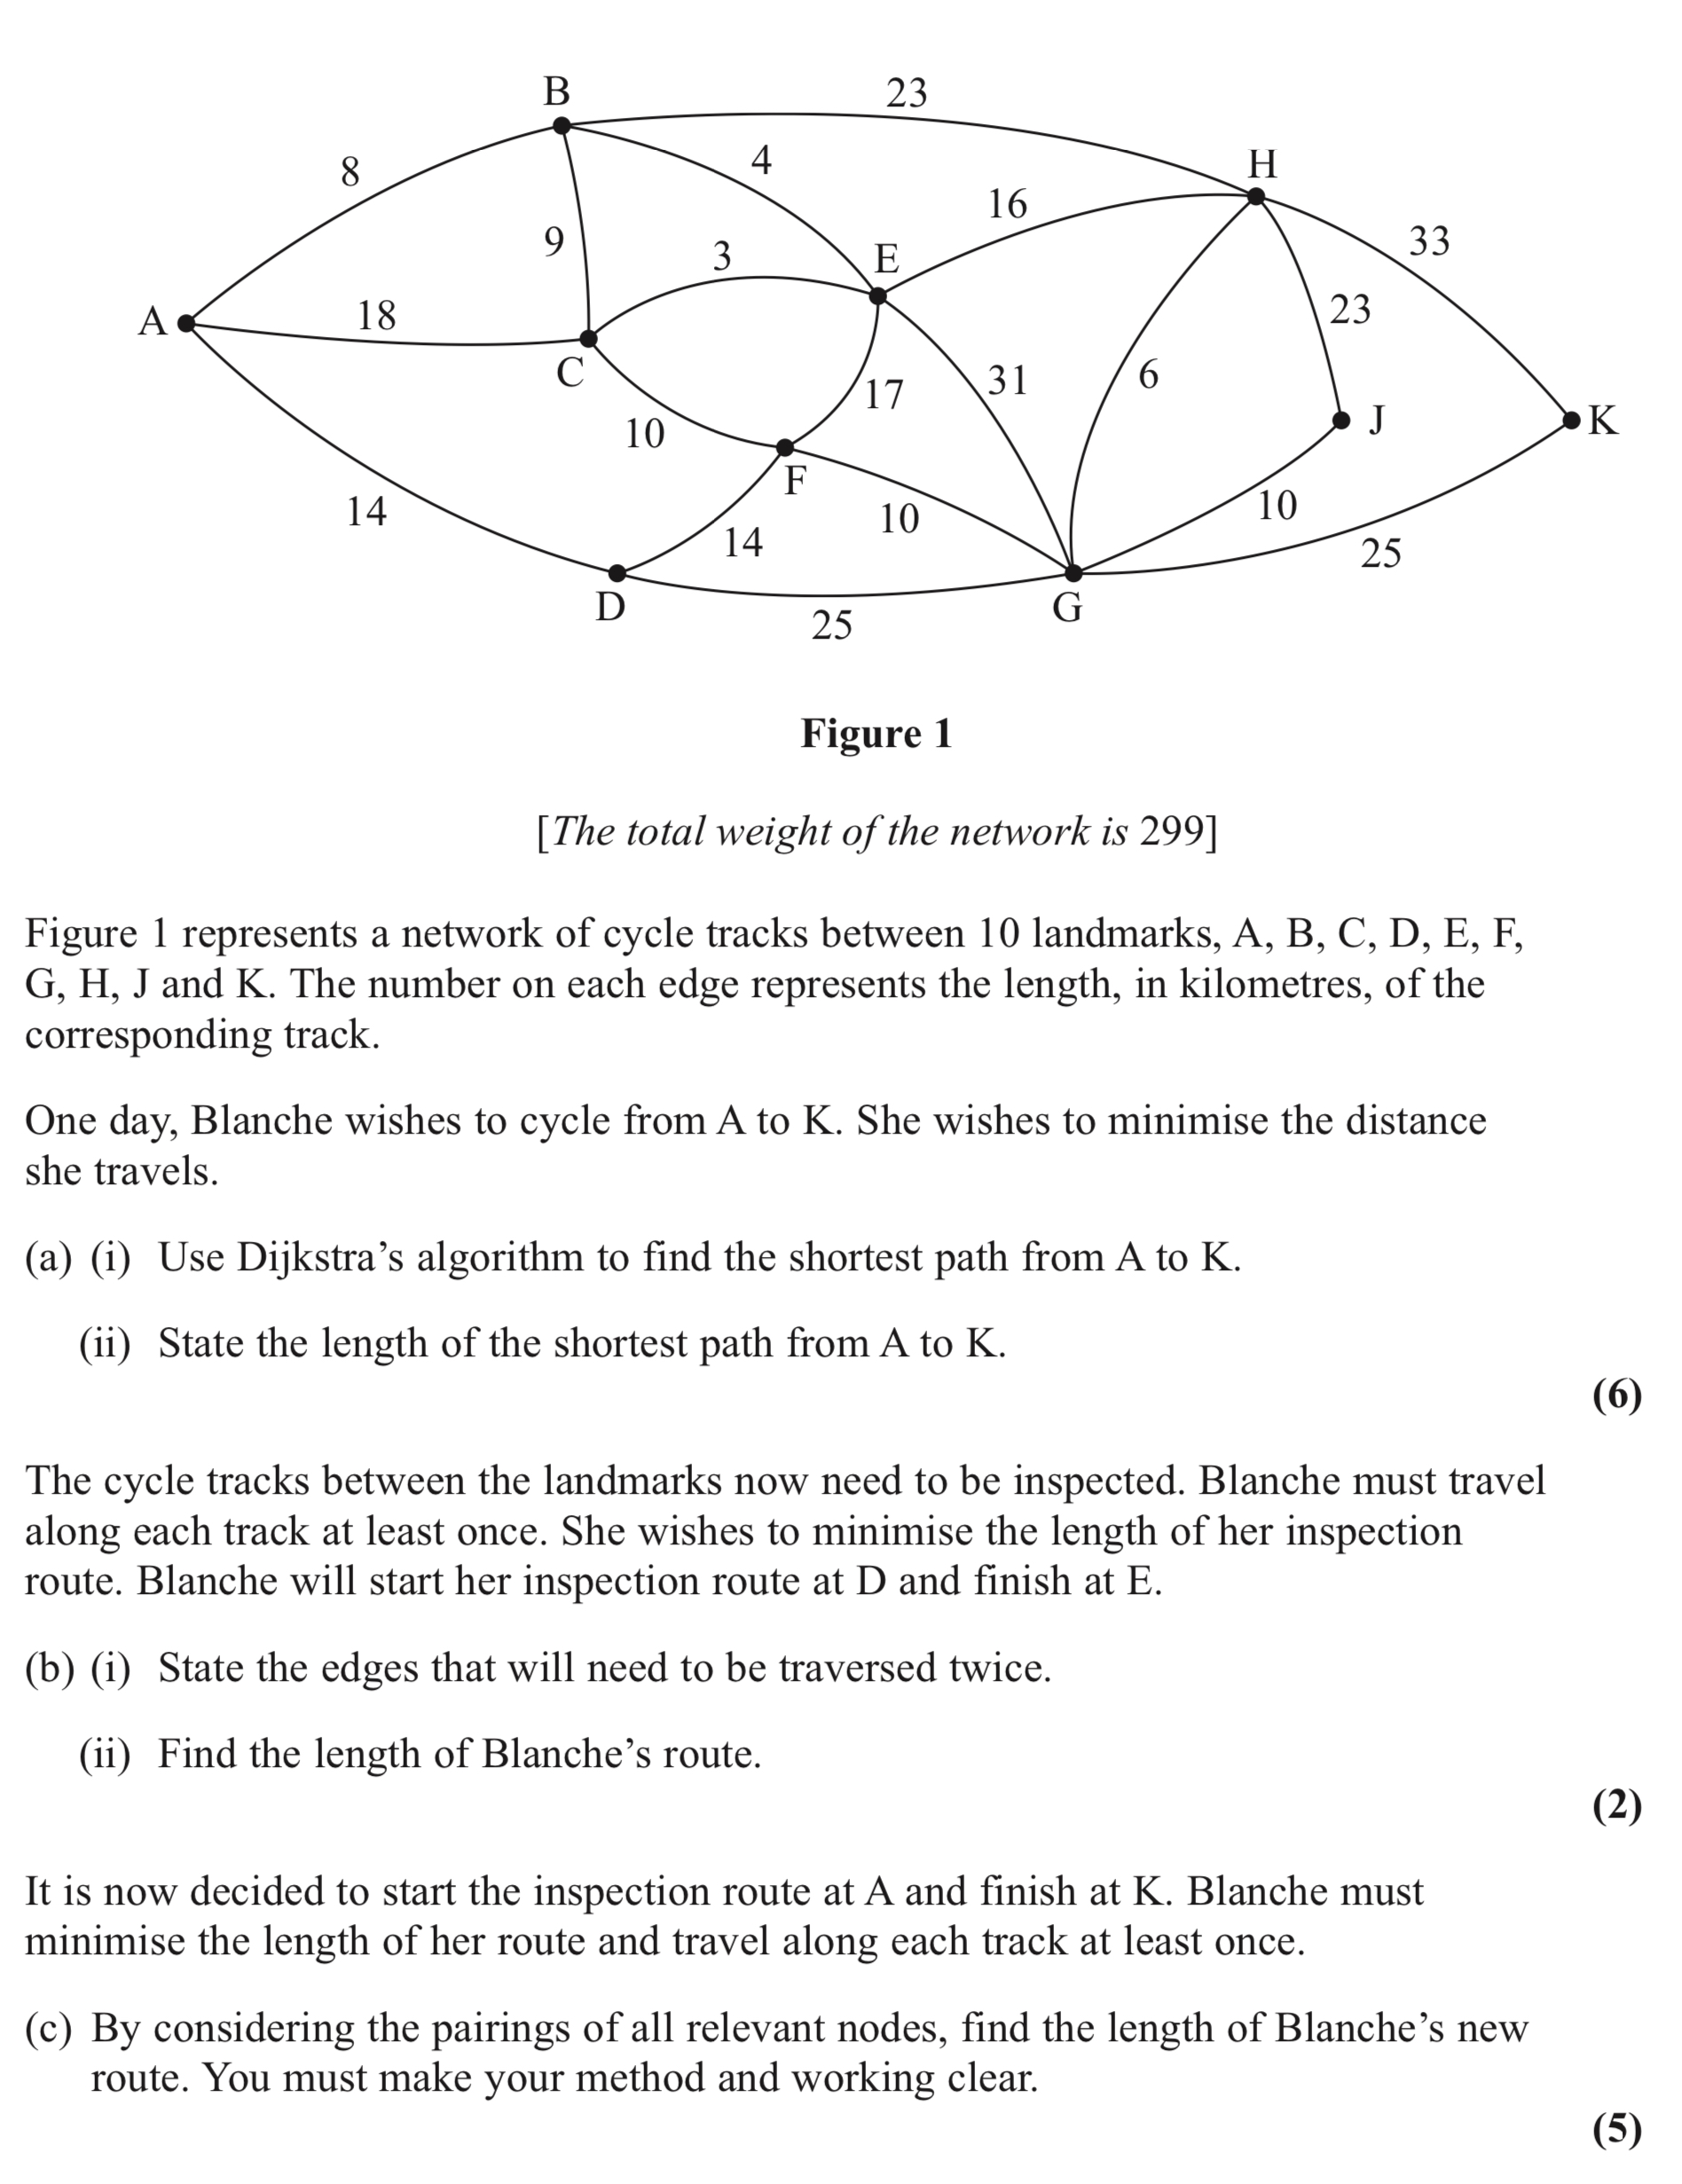 B
23
8
4
H
16
33
9
3
E
23
A
18
C
6
31
17
J
K
10
F
14
10
10
14
25
D
G
25
Figure 1
[The total weight of the network is 299]
Figure 1 represents a network of cycle tracks between 10 landmarks, A, B, C, D, E, F,
G, H, J and K. The number on each edge represents the length, in kilometres, of the
corresponding track.
One day, Blanche wishes to cycle from A to K. She wishes to minimise the distance
she travels.
(a) (i) Use Dijkstra’s algorithm to find the shortest path from A to K.
(ii) State the length of the shortest path from A to K.
(6)
The cycle tracks between the landmarks now need to be inspected. Blanche must travel
along each track at least once. She wishes to minimise the length of her inspection
route. Blanche will start her inspection route at D and finish at E.
(b) (i) State the edges that will need to be traversed twice.
(ii) Find the length of Blanche’s route.
(2)
It is now decided to start the inspection route at A and finish at K. Blanche must
minimise the length of her route and travel along each track at least once.
(c) By considering the pairings of all relevant nodes, find the length of Blanche’s new
route. You must make your method and working clear.
(5)